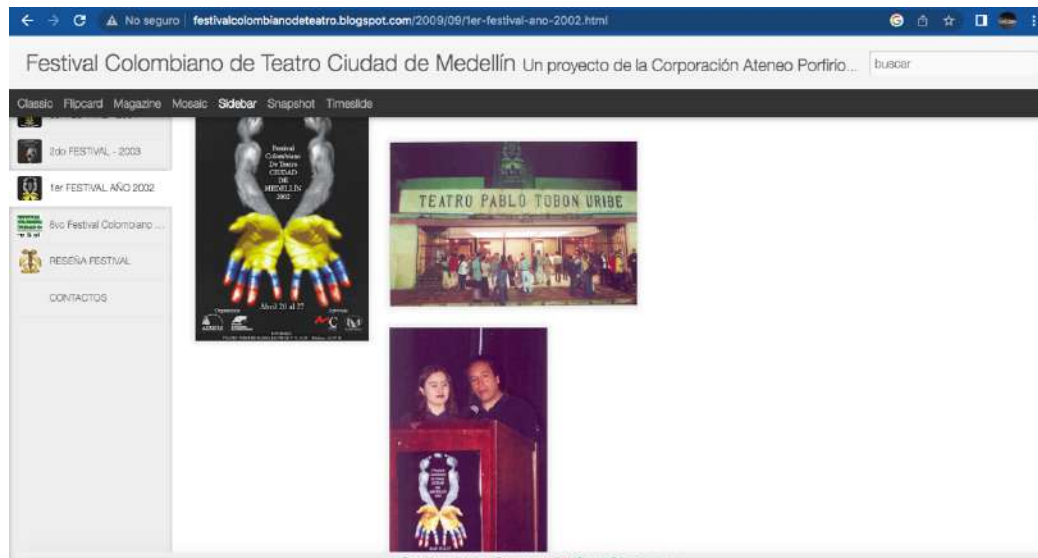 No seguro
festivalcolombianodeteatro.blogspot.com/2009/09/1er-festival-ano-2002.html
Festival Colombiano de Teatro Ciudad de Medellín Un proyecto de la Corporación Ateneo Porfirio...
buscar
Classic Flipcard Magazine Mosaic Sidebar Snapshot Timeslide
2do FESTIVAL - 2003
1er FESTIVAL AÑO 2002
8vo Festival Colombiano ...
RESEÑA FESTIVAL
CONTACTOS
Festival
Colombiano
De Teatro
CIUDAD
DE
MEDELLÍN
2002
Abril 20 al 27
TEATRO PABLO TOBON URIBE